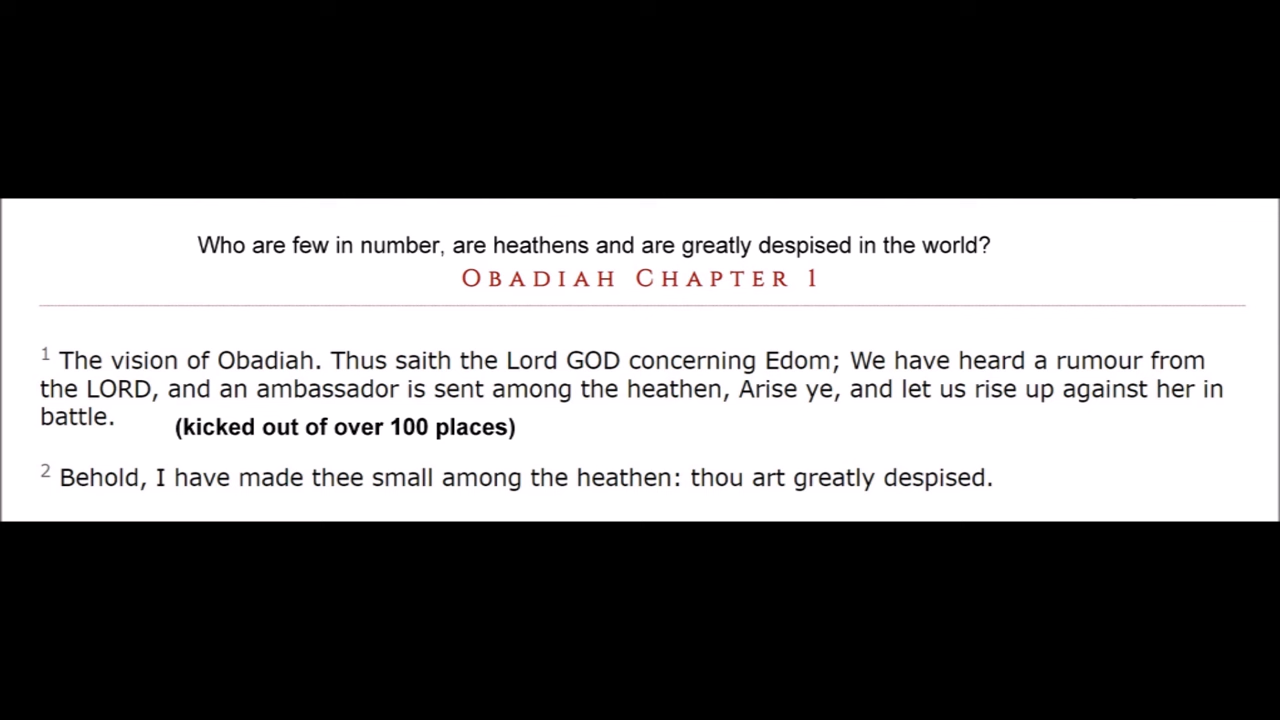 Who are few in number, are heathens and are greatly despised in the world?
OBADIAH CHAPTER 1
1 The vision of Obadiah. Thus saith the Lord GOD concerning Edom; We have heard a rumour from
the LORD, and an ambassador is sent among the heathen, Arise ye, and let us rise up against her in
battle.
(kicked out of over 100 places)
2 Behold, I have made thee small among the heathen: thou art greatly despised.